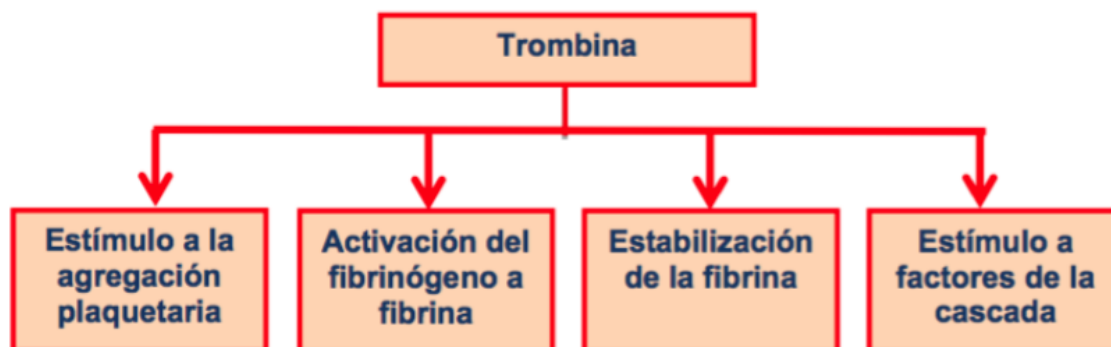 Trombina
Estímulo a la
agregación
plaquetaria
Activación del
fibrinógeno a
fibrina
Estabilización
de la fibrina
Estímulo a
factores de la
cascada